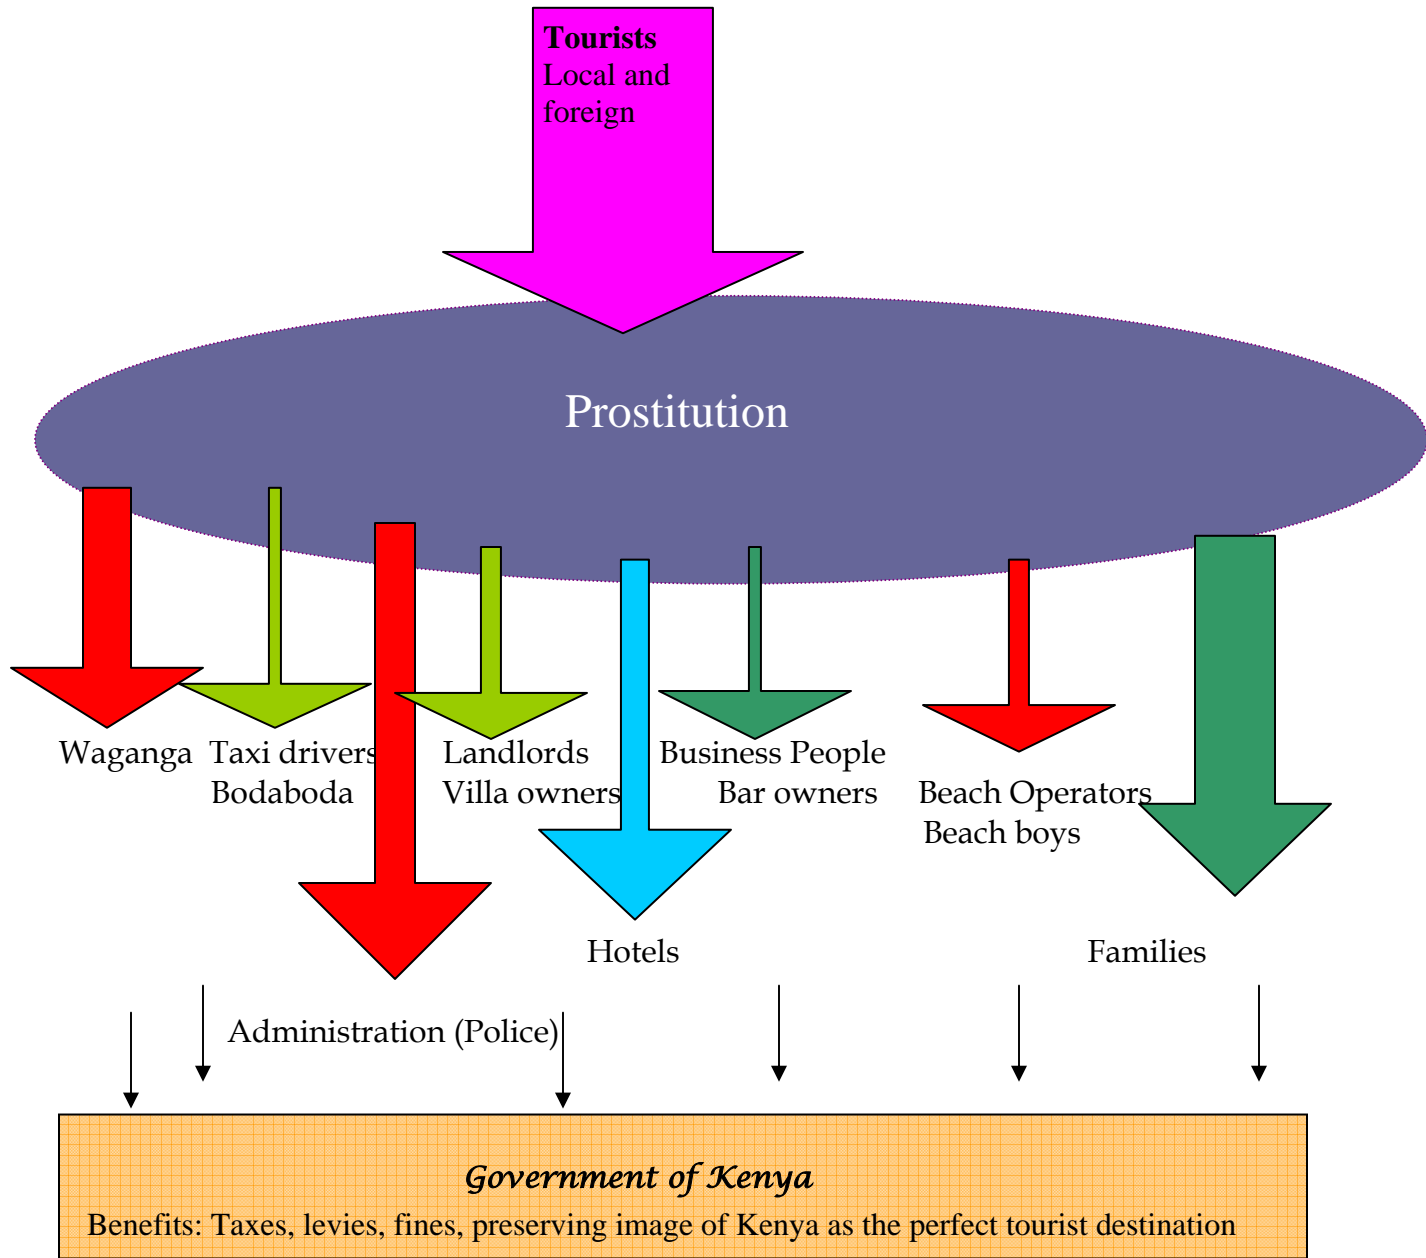 Tourists
Local and
foreign
Prostitution
Waganga
Taxi drivers
Bodaboda
Landlords
Villa owners
Business People
Bar owners
Beach Operators
Beach boys
Hotels
Families
Administration (Police)
Government of Kenya
Benefits: Taxes, levies, fines, preserving image of Kenya as the perfect tourist destination